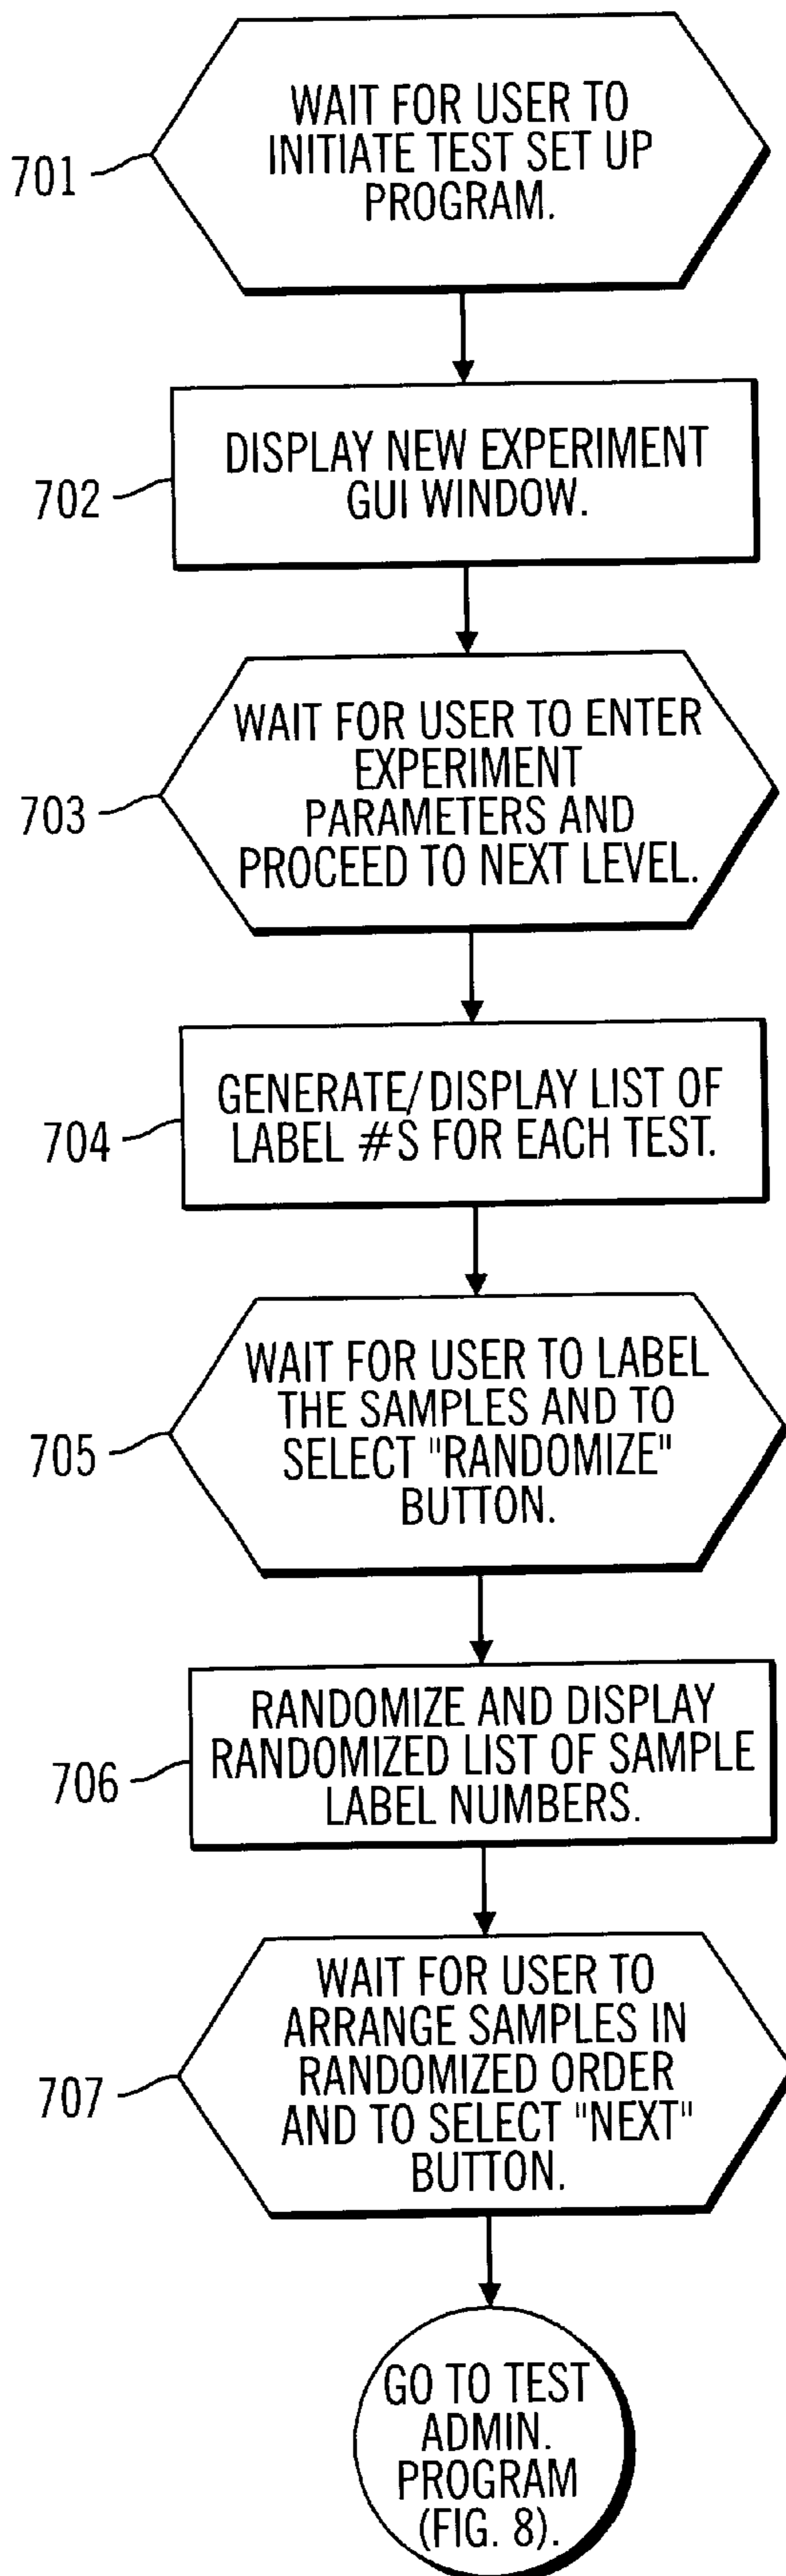 WAIT FOR USER TO
INITIATE TEST SET UP
PROGRAM.
701
DISPLAY NEW EXPERIMENT
GUI WINDOW.
702
WAIT FOR USER TO ENTER
EXPERIMENT
PARAMETERS AND
PROCEED TO NEXT LEVEL.
703
GENERATE/DISPLAY LIST OF
LABEL #S FOR EACH TEST.
704
WAIT FOR USER TO LABEL
THE SAMPLES AND TO
SELECT "RANDOMIZE"
BUTTON.
705
RANDOMIZE AND DISPLAY
RANDOMIZED LIST OF SAMPLE
LABEL NUMBERS.
706
WAIT FOR USER TO
ARRANGE SAMPLES IN
RANDOMIZED ORDER
AND TO SELECT "NEXT"
BUTTON.
707
GO TO TEST
ADMIN.
PROGRAM
(FIG. 8).